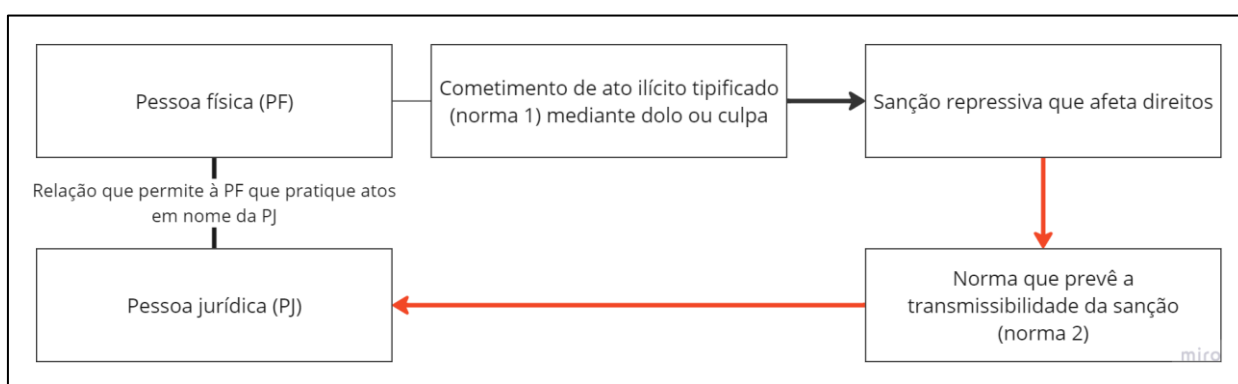 Pessoa física (PF)
Cometimento de ato ilícito tipificado
(norma 1) mediante dolo ou culpa
Sanção repressiva que afeta direitos
Relação que permite à PF que pratique atos
em nome da PJ
Pessoa jurídica (PJ)
Norma que prevê a
transmissibilidade da sanção
(norma 2)
miro